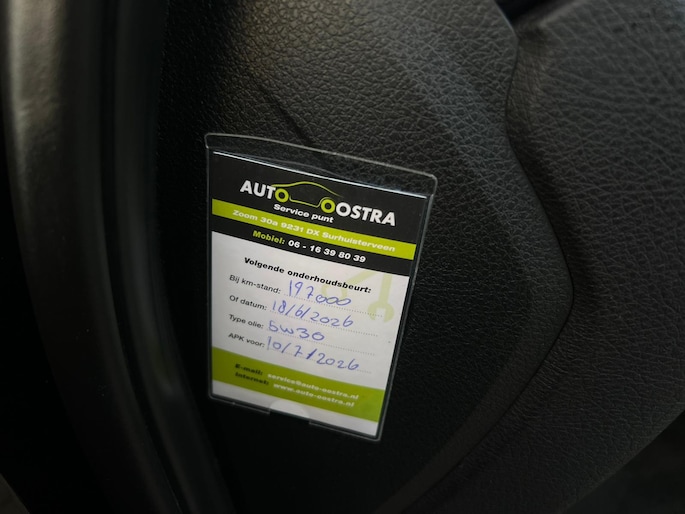 AUTO OOSTRA
Service punt
Zoom 30a 9231 DX Surhuisterveen
Mobiel: 06 - 16 39 80 39
Volgende onderhoudsbeurt:
Bij km-stand: 197000
Of datum: 18/6/2026
Type olie: 5W30
APK voor: 10/7/2026
E-mail: service@auto-oostra.nl
Internet: www.auto-oostra.nl